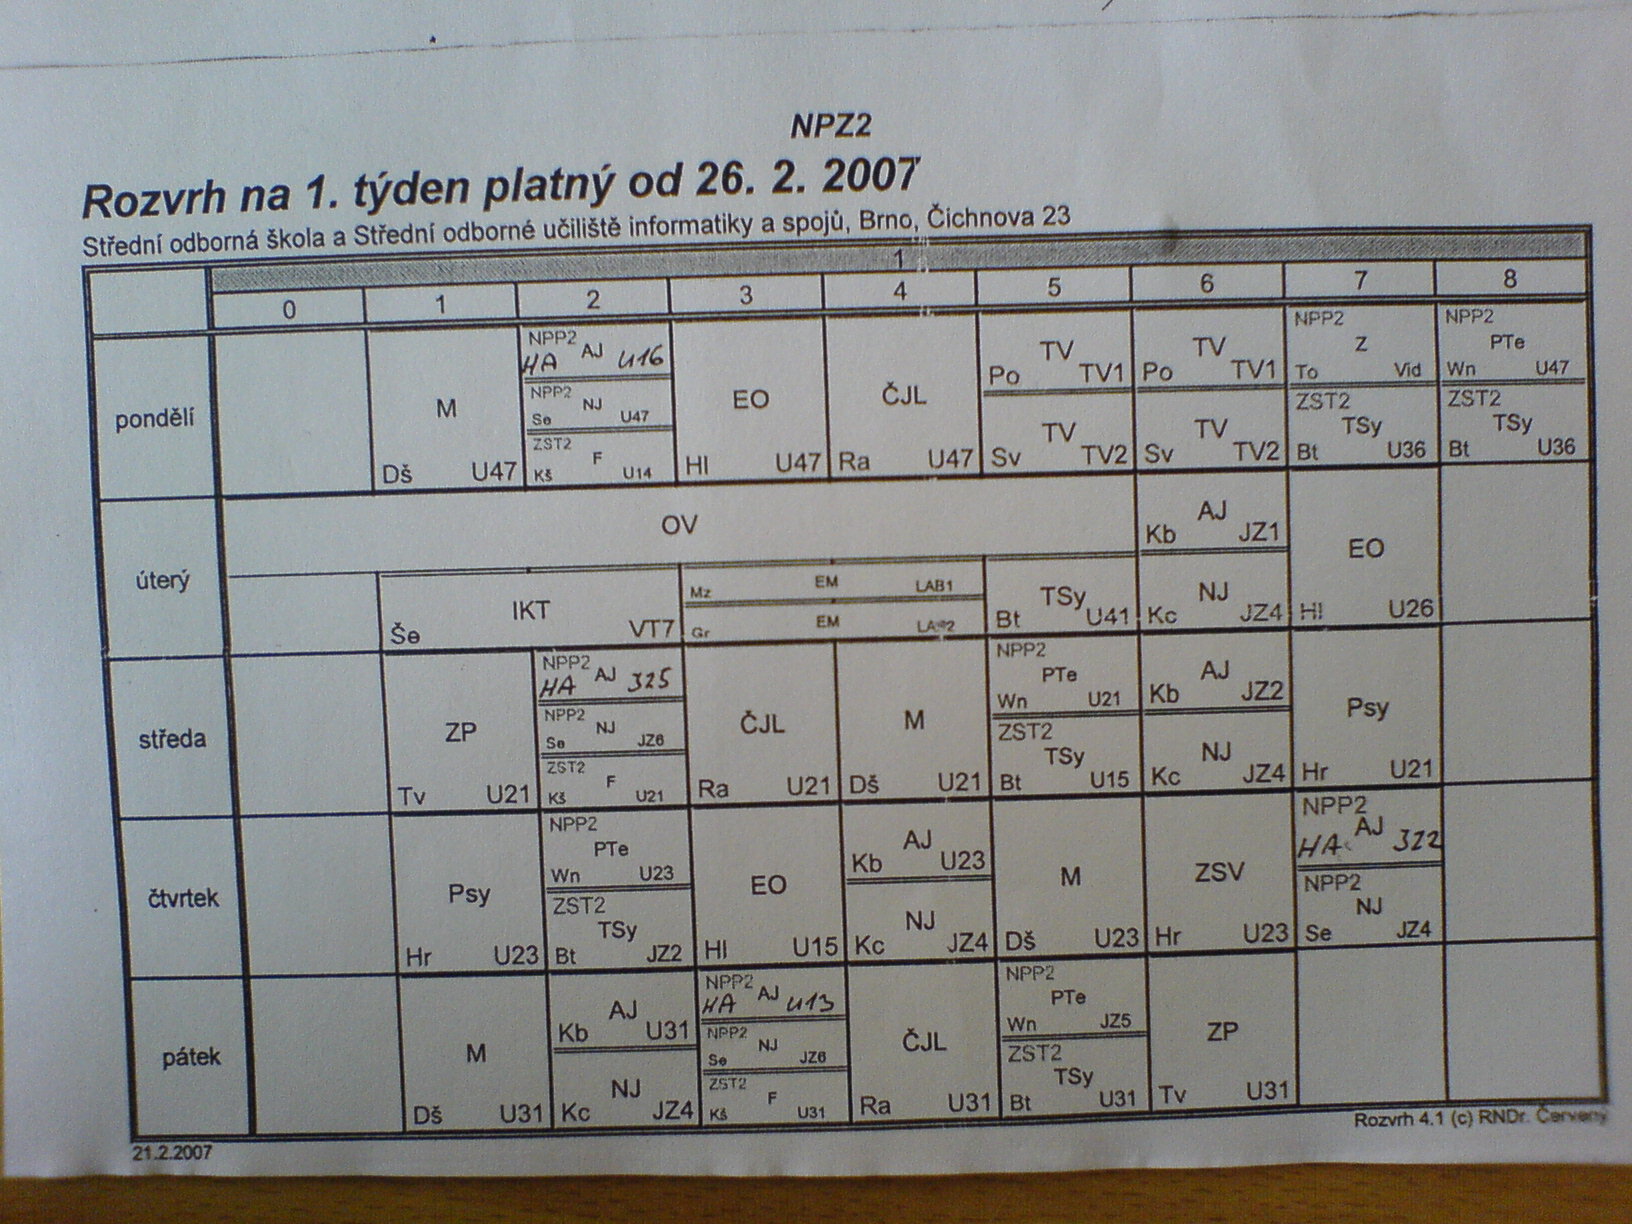 NPZ2
Rozvrh na 1. týden platný od 26. 2. 2007
Střední odborná škola a Střední odborné učiliště informatiky a spojů, Brno, Čichnova 23
1
0 1 2 3 4 5 6 7 8
pondělí
M
Dš U47
NPP2
HA AJ U16
NPP2
NJ
Se U47
ZST2
F
Kš U14
EO
Hl U47
ČJL
Ra U47
TV
Po TV1
TV
Sv TV2
TV
Po TV1
TV
Sv TV2
NPP2
Z
To Vid
ZST2
TSy
Bt U36
NPP2
PTe
Wn U47
ZST2
TSy
Bt U36
úterý
OV
IKT
Še VT7
EM
Mz LAB1
EM
Gr
TSy
Bt U41
AJ
Kb JZ1
NJ
Kc JZ4
EO
Hl U26
středa
ZP
Tv U21
NPP2
HA AJ 325
NPP2
NJ
Se JZ6
ZST2
F
Kš U21
ČJL
Ra U21
M
Dš U21
NPP2
PTe
Wn U21
ZST2
TSy
Bt U15
AJ
Kb JZ2
NJ
Kc JZ4
Psy
Hr U21
čtvrtek
Psy
Hr U23
NPP2
PTe
Wn U23
ZST2
TSy
Bt JZ2
EO
Hl U15
AJ
Kb U23
NJ
Kc JZ4
M
Dš U23
ZSV
Hr U23
NPP2
HA AJ 322
NPP2
NJ
Se JZ4
pátek
M
Dš U31
AJ
Kb U31
NJ
Kc JZ4
NPP2
HA AJ U13
NPP2
NJ
Se JZ6
ZST2
F
Kš U31
ČJL
Ra U31
NPP2
PTe
Wn JZ5
ZST2
TSy
Bt U31
ZP
Tv U31
21.2.2007
Rozvrh 4.1 (c) RNDr. Červený